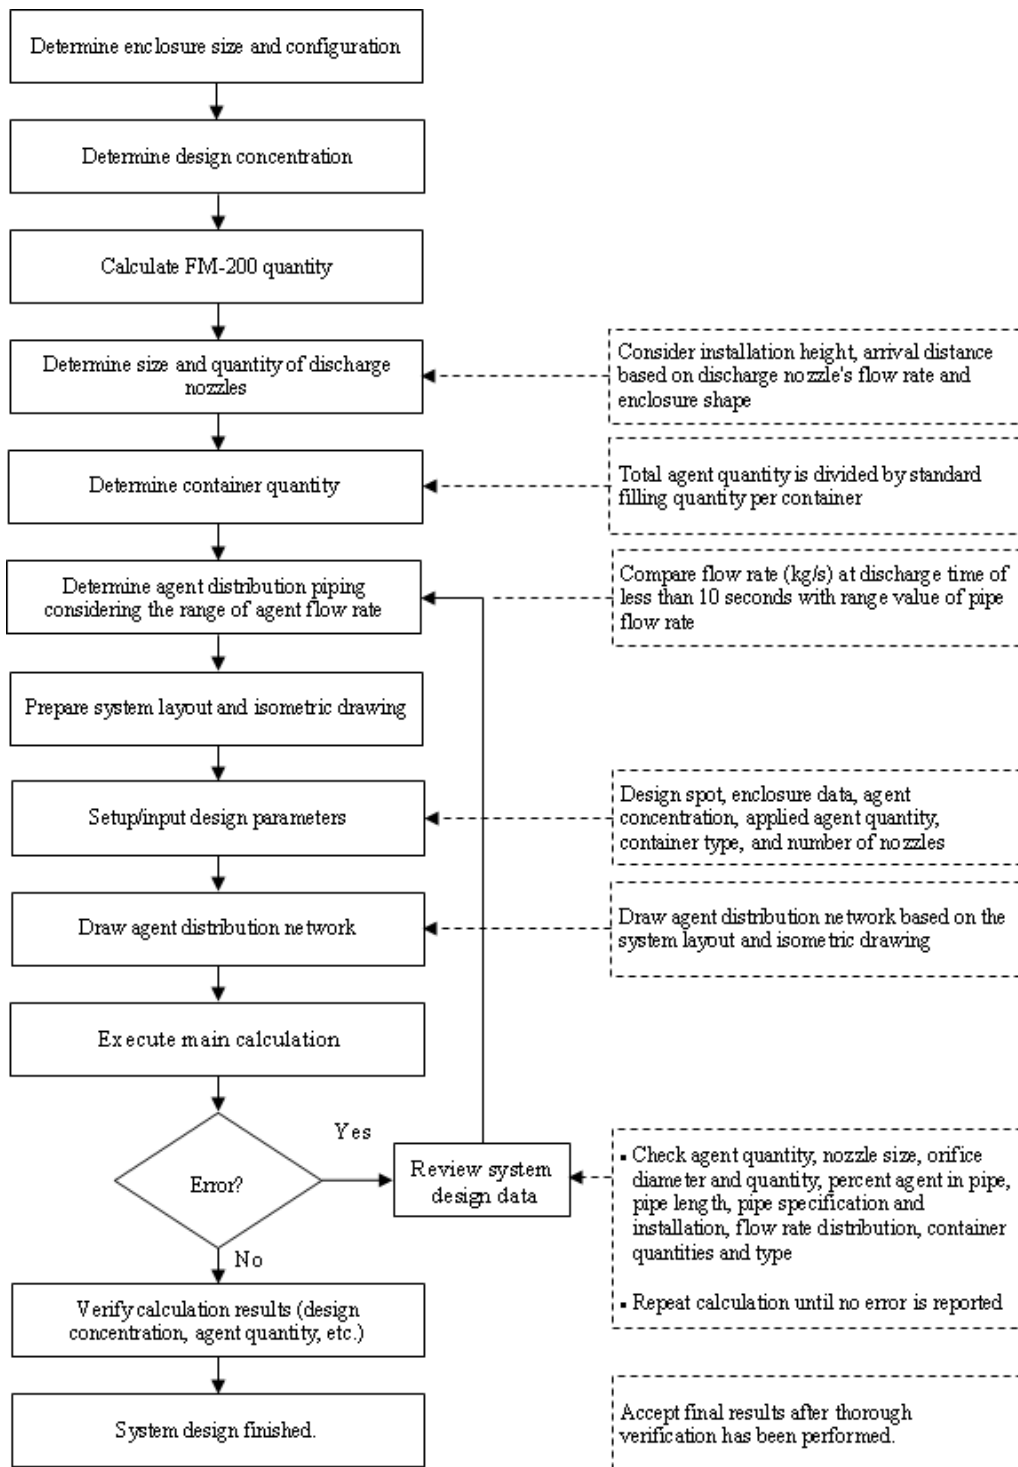 Determine enclosure size and configuration
Determine design concentration
Calculate FM-200 quantity
Determine size and quantity of discharge
nozzles
Consider installation height, arrival distance
based on discharge nozzle's flow rate and
enclosure shape
Determine container quantity
Total agent quantity is divided by standard
filling quantity per container
Determine agent distribution piping
considering the range of agent flow rate
Compare flow rate (kg/s) at discharge time of
less than 10 seconds with range value of pipe
flow rate
Prepare system layout and isometric drawing
Setup/input design parameters
Design spot, enclosure data, agent
concentration, applied agent quantity,
container type, and number of nozzles
Draw agent distribution network
Draw agent distribution network based on the
system layout and isometric drawing
Execute main calculation
Error?
Yes
Review system
design data
▪ Check agent quantity, nozzle size, orifice
diameter and quantity, percent agent in pipe,
pipe length, pipe specification and
installation, flow rate distribution, container
quantities and type
▪ Repeat calculation until no error is reported
No
Verify calculation results (design
concentration, agent quantity, etc.)
System design finished.
Accept final results after thorough
verification has been performed.